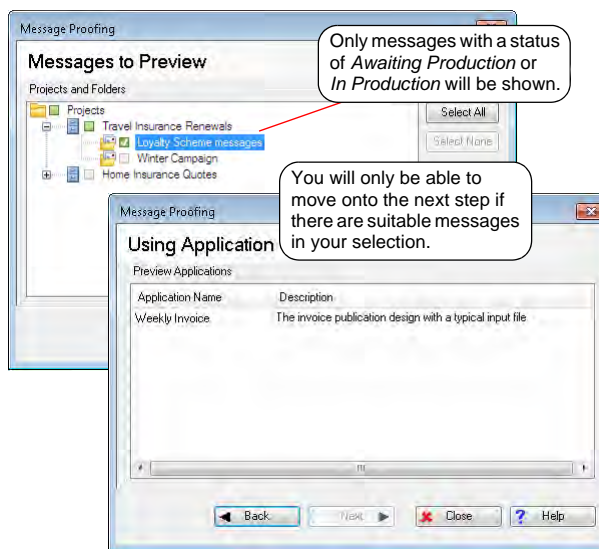 Message Proofing
Messages to Preview
Projects and Folders
Only messages with a status
of Awaiting Production or
In Production will be shown.
Projects
Travel Insurance Renewals
Loyalty Scheme messages
Winter Campaign
Home Insurance Quotes
Select All
Select None
You will only be able to
move onto the next step if
there are suitable messages
in your selection.
Message Proofing
Using Application
Preview Applications
Application Name Description
Weekly Invoice The invoice publication design with a typical input file
Back Next Close ? Help